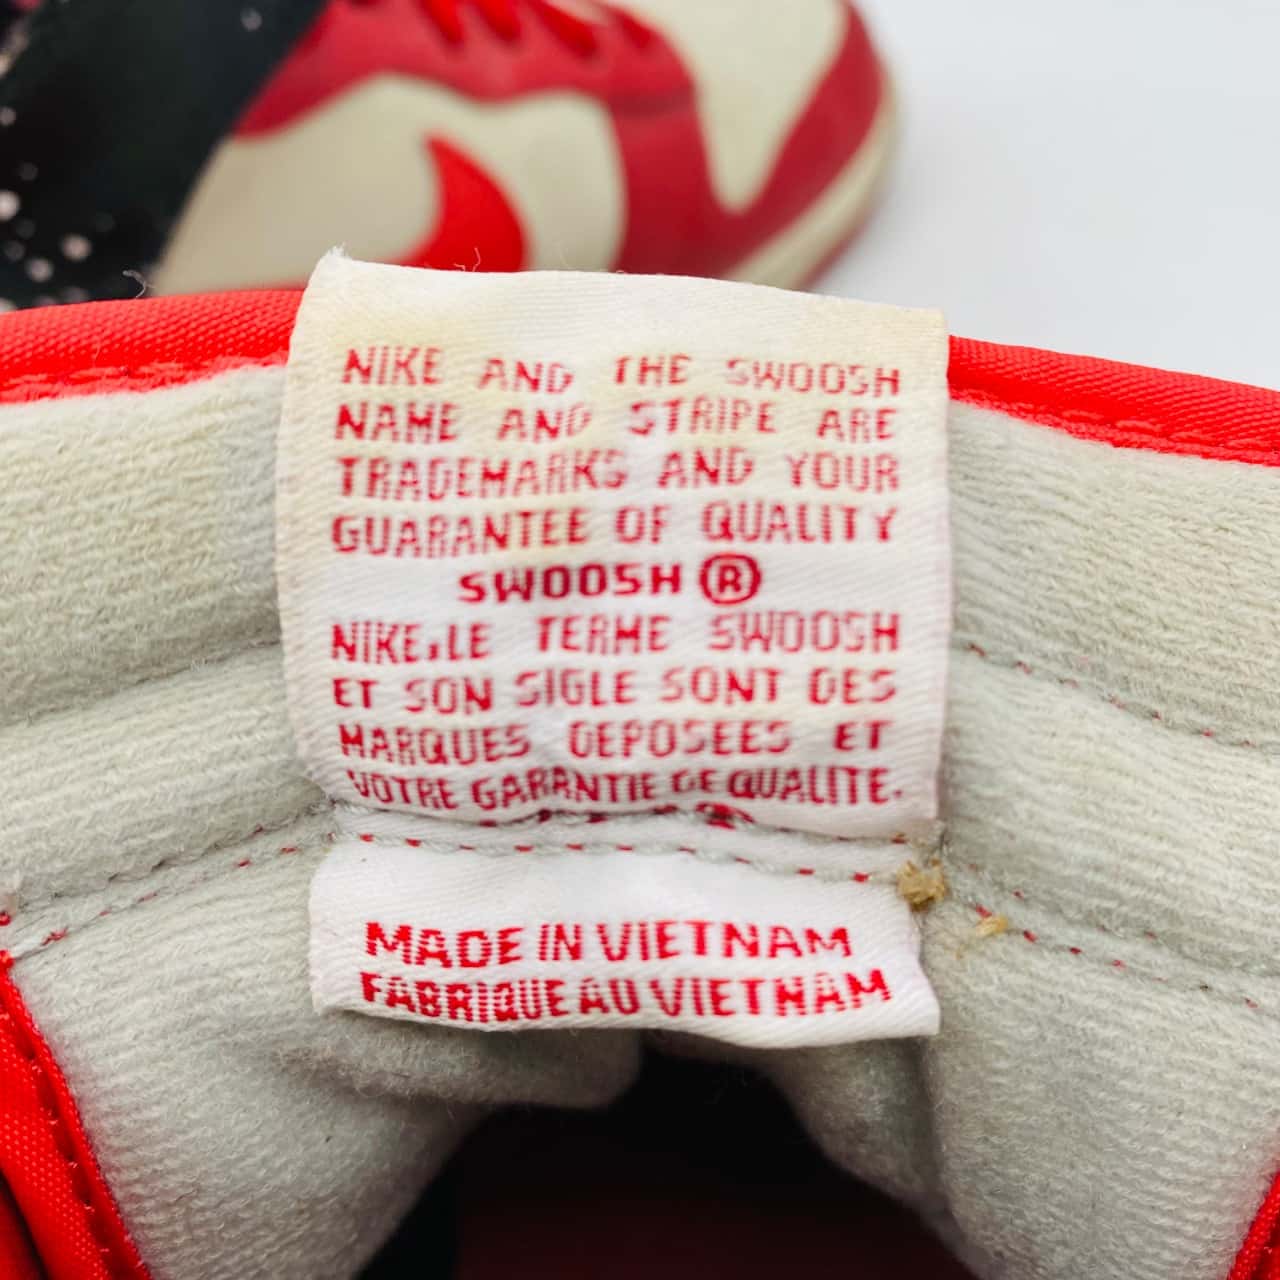 NIKE AND THE SWOOSH
NAME AND STRIPE ARE
TRADEMARKS AND YOUR
GUARANTEE OF QUALITY
SWOOSH ®
NIKE,LE TERME SWOOSH
ET SON SIGLE SONT DES
MARQUES DEPOSEES ET
VOTRE GARANTIE DE QUALITE.
MADE IN VIETNAM
FABRIQUE AU VIETNAM